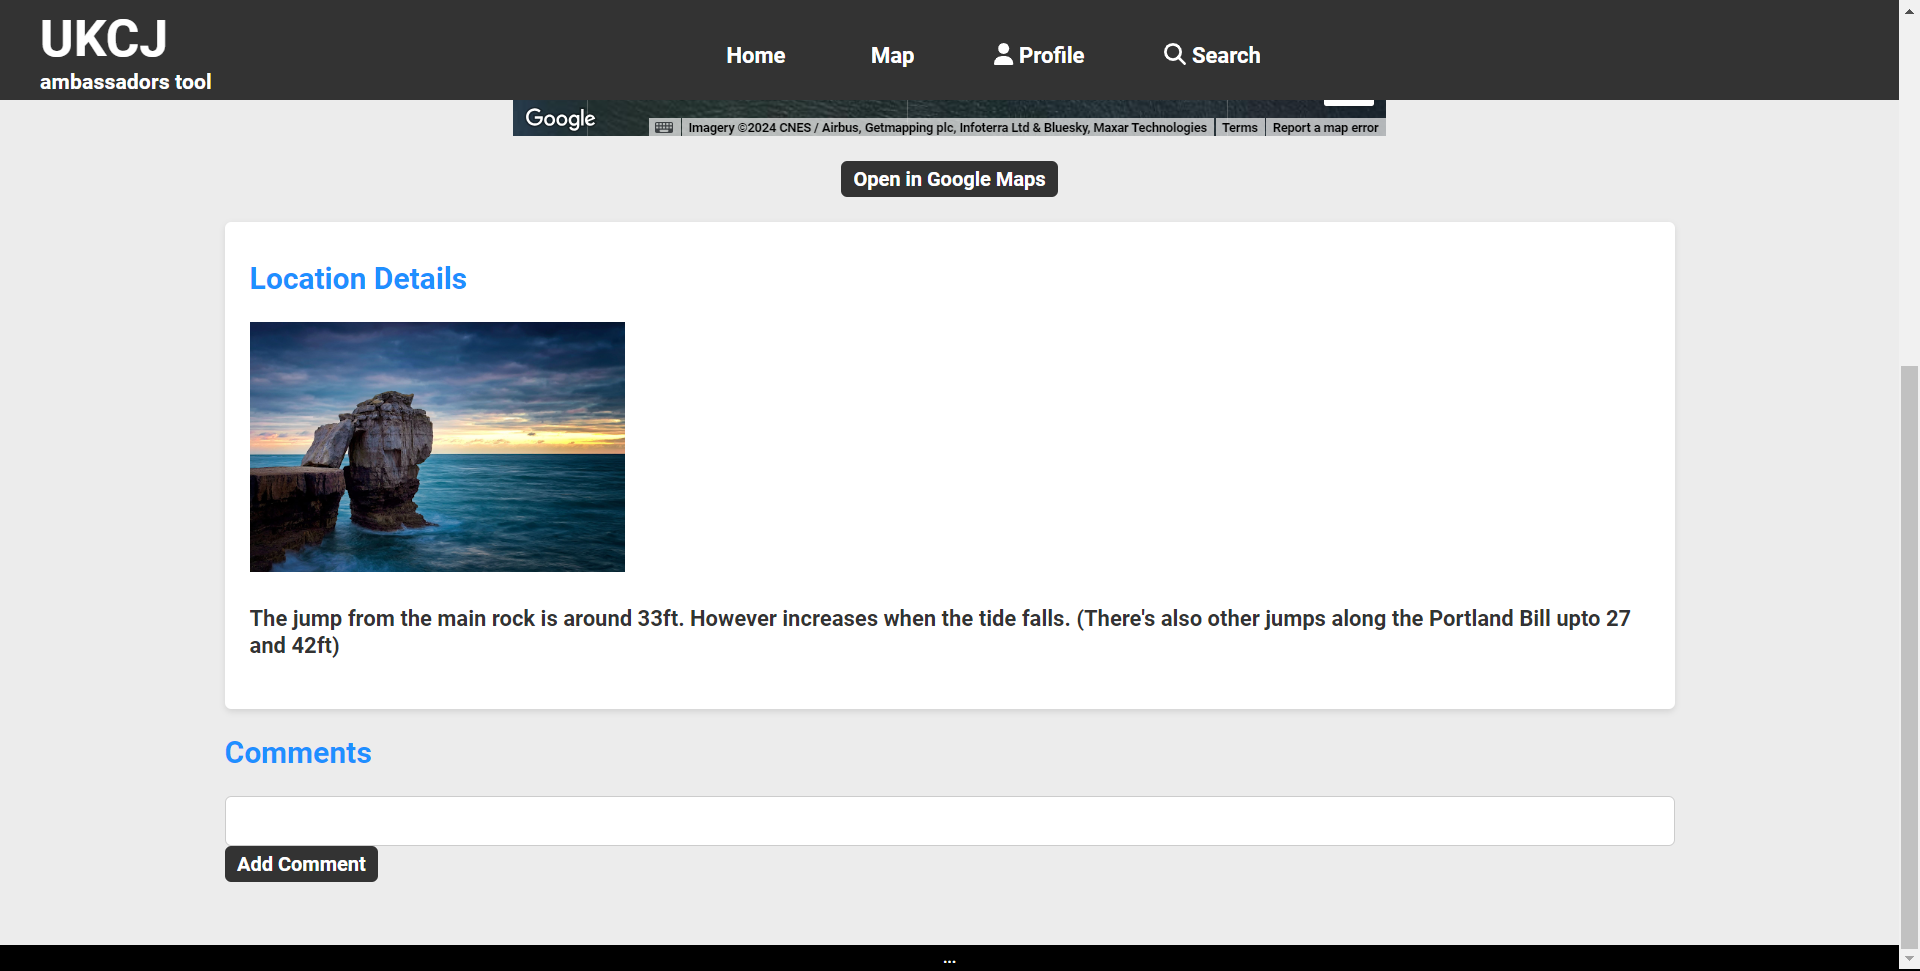 UKCJ
ambassadors tool
Home
Map
Profile
Search
Google
Imagery ©2024 CNES / Airbus, Getmapping plc, Infoterra Ltd & Bluesky, Maxar Technologies
Terms
Report a map error
Open in Google Maps
Location Details
The jump from the main rock is around 33ft. However increases when the tide falls. (There's also other jumps along the Portland Bill upto 27
and 42ft)
Comments
Add Comment
...